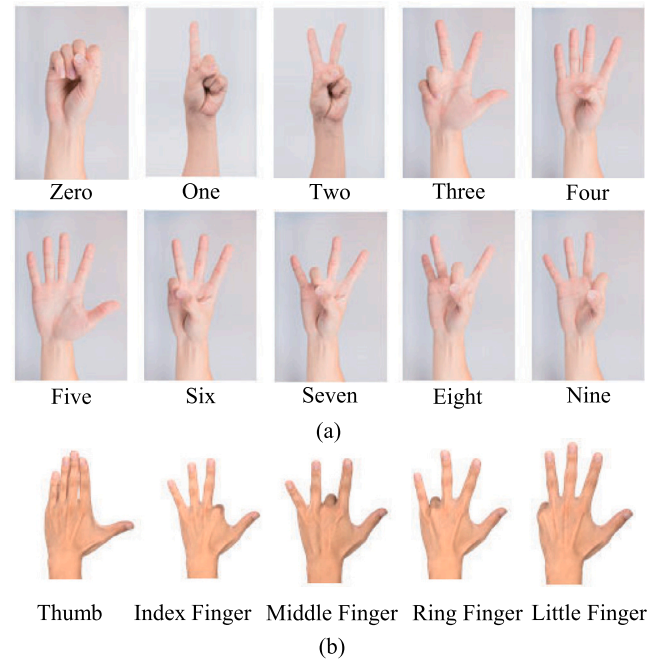 Zero One Two Three Four
Five Six Seven Eight Nine
(a)
Thumb Index Finger Middle Finger Ring Finger Little Finger
(b)